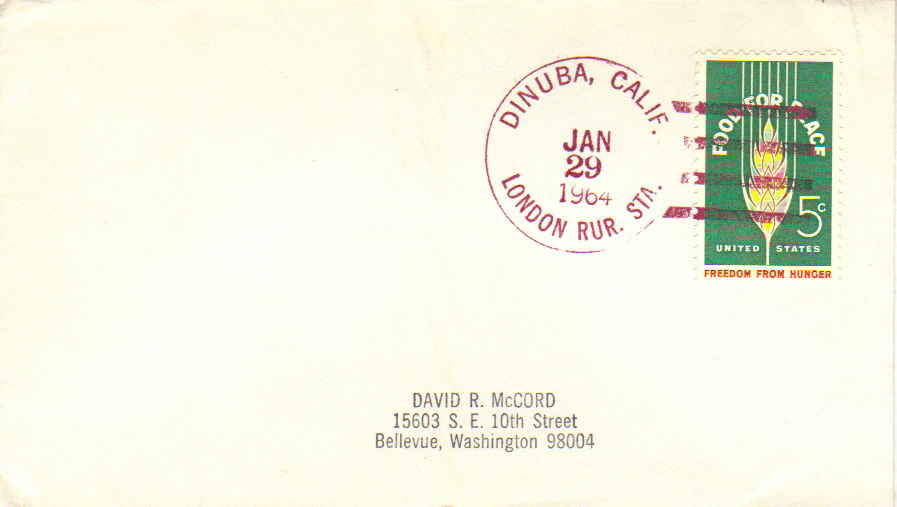 DINUBA, CALIF.
JAN
29
1964
LONDON RUR. STA.
FOOD FOR PEACE
5c
UNITED STATES
FREEDOM FROM HUNGER
DAVID R. McCORD
15603 S. E. 10th Street
Bellevue, Washington 98004